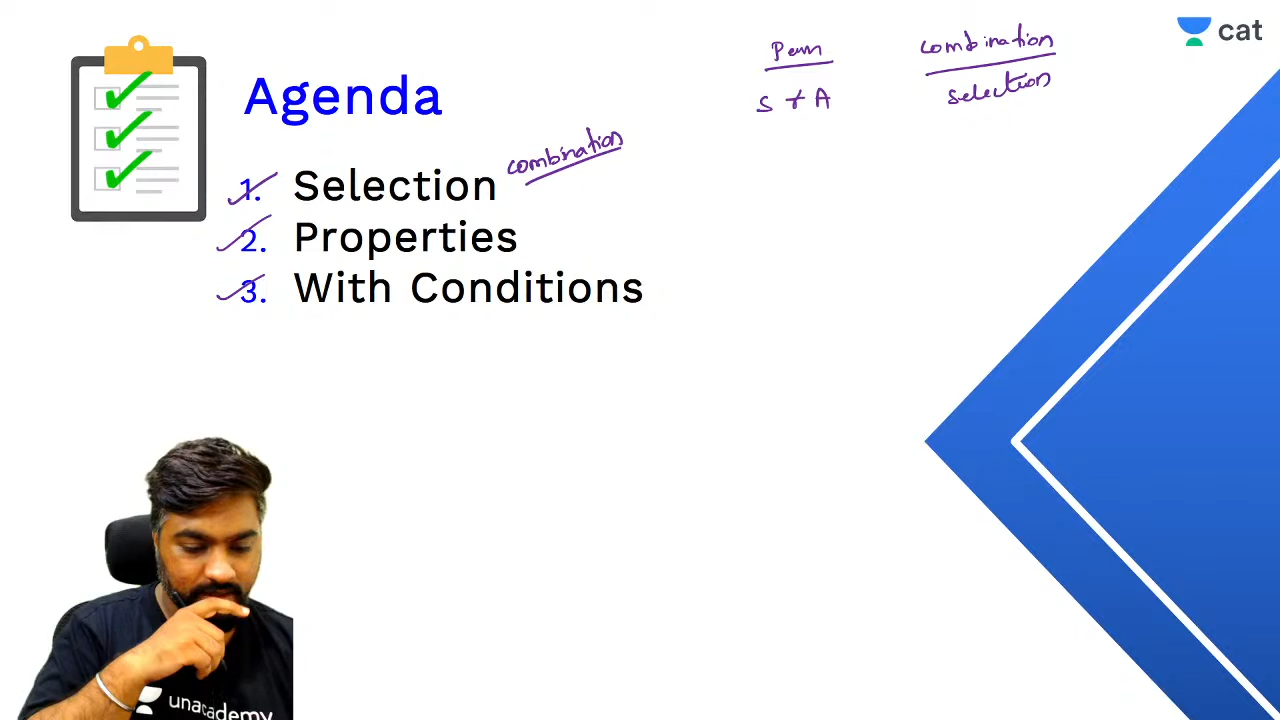 cat
Perm
combination
S + A
selection
Agenda
combination
1. Selection
2. Properties
3. With Conditions
unacademy